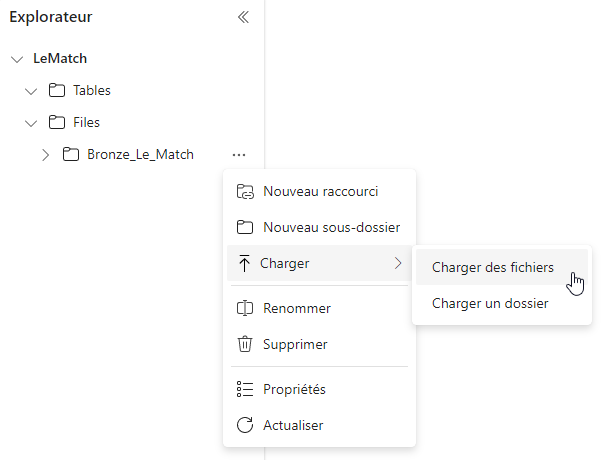 Explorateur
LeMatch
Tables
Files
Bronze_Le_Match
Nouveau raccourci
Nouveau sous-dossier
Charger
Charger des fichiers
Charger un dossier
Renommer
Supprimer
Propriétés
Actualiser